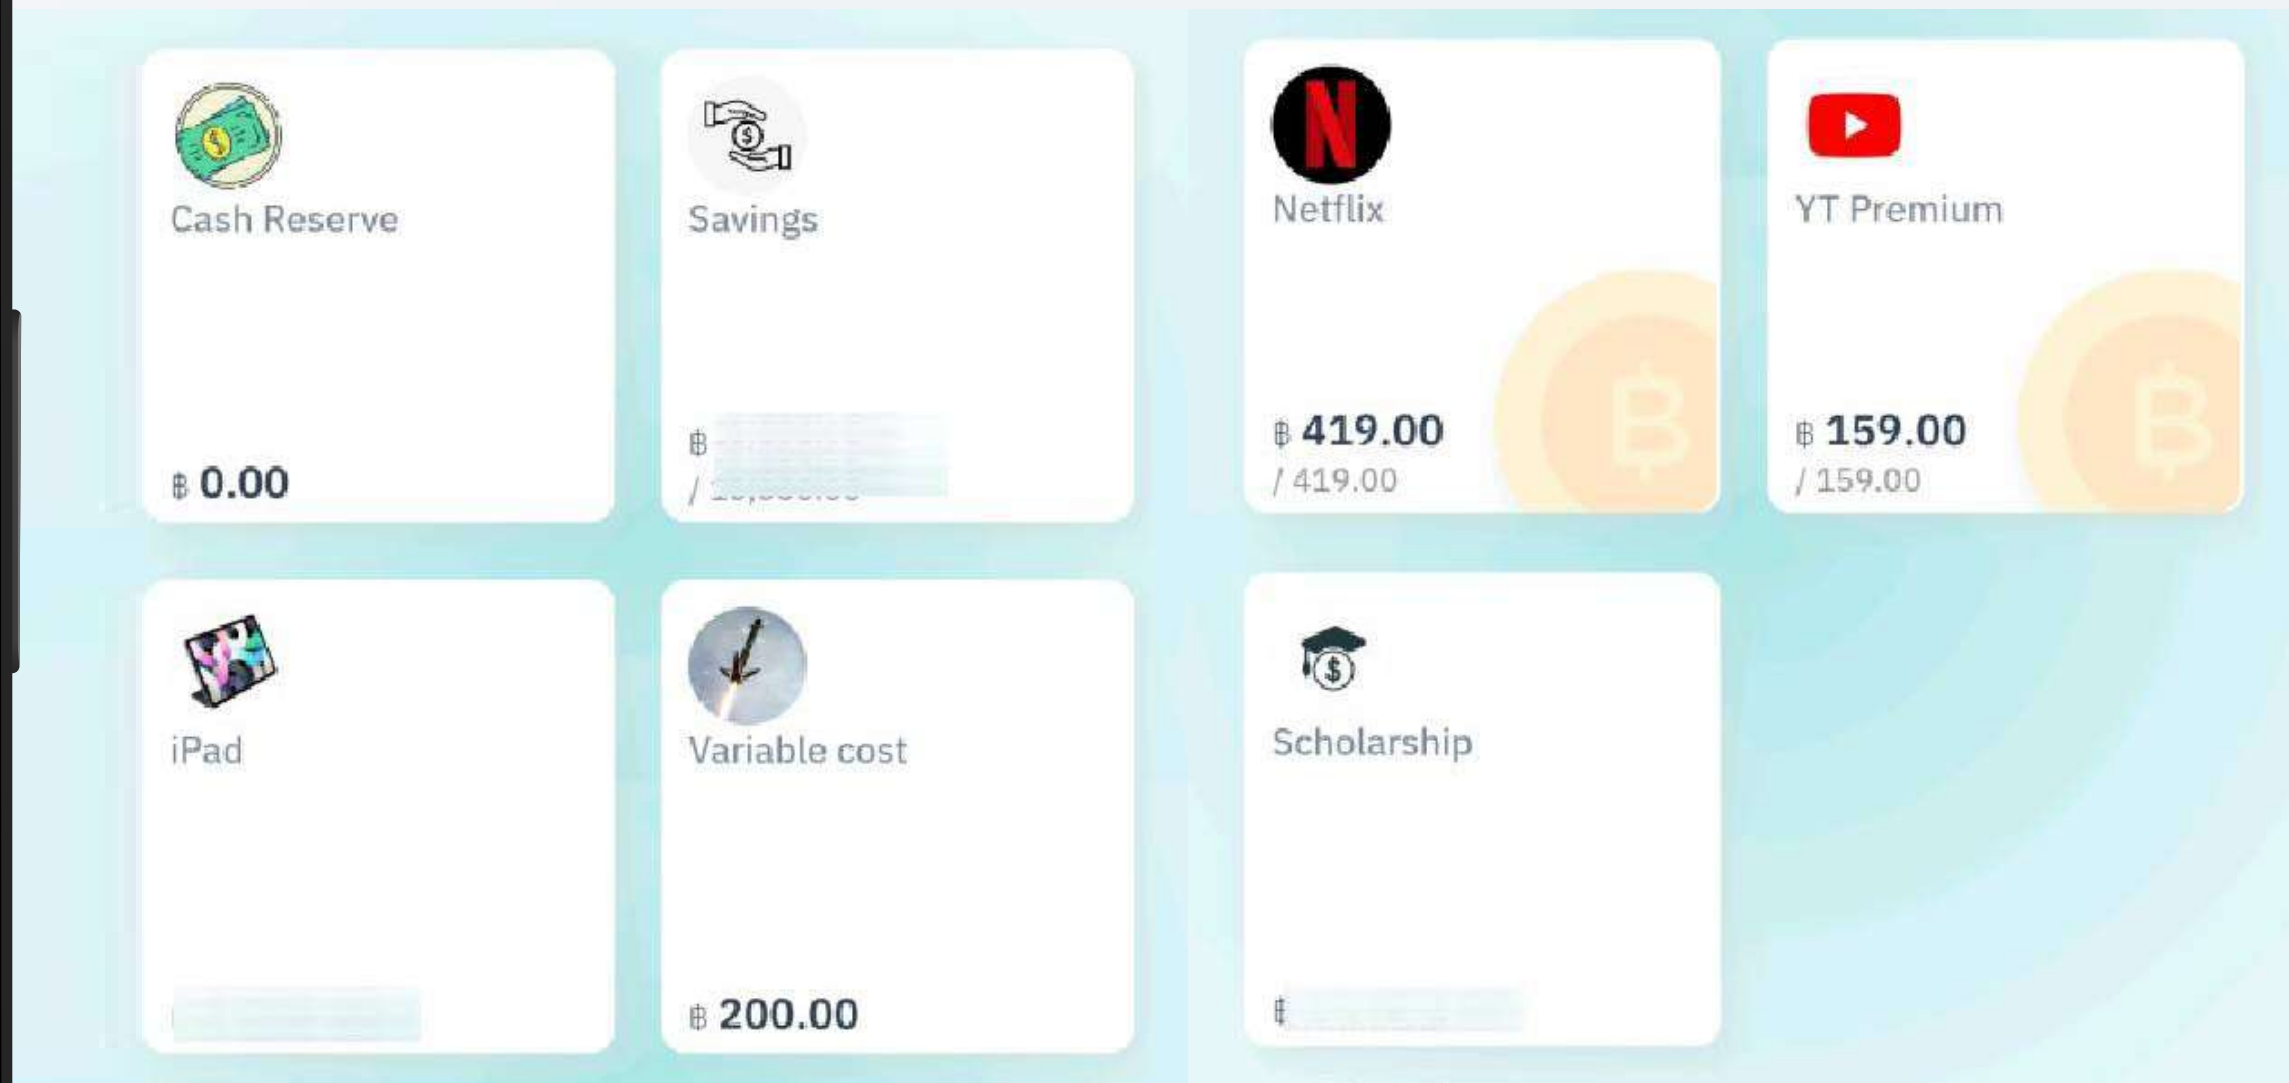 Cash Reserve
฿ 0.00
Savings
฿
/
Netflix
฿ 419.00
/ 419.00
YT Premium
฿ 159.00
/ 159.00
iPad
Variable cost
฿ 200.00
Scholarship
฿